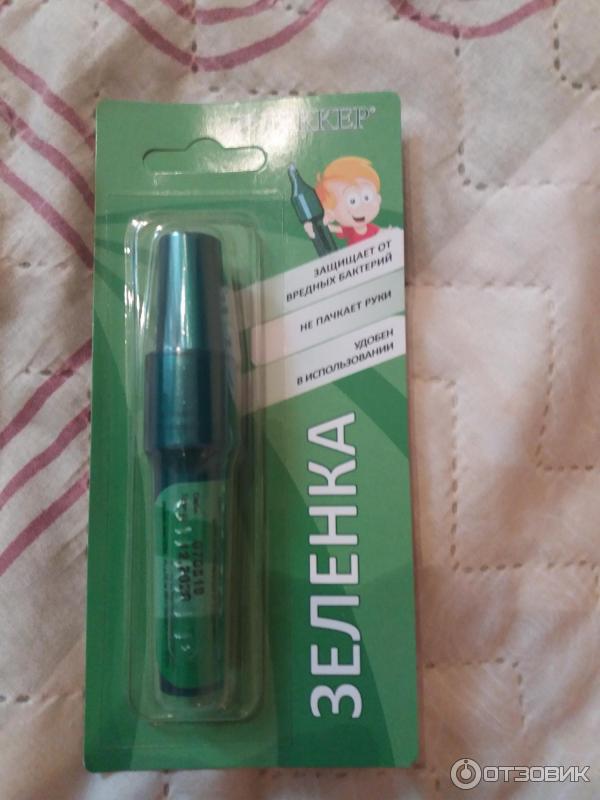 ЗАЩИЩАЕТ ОТ
ВРЕДНЫХ БАКТЕРИЙ
НЕ ПАЧКАЕТ РУКИ
УДОБЕН
В ИСПОЛЬЗОВАНИИ
ЗЕЛЕНКА
ОТЗОВИК